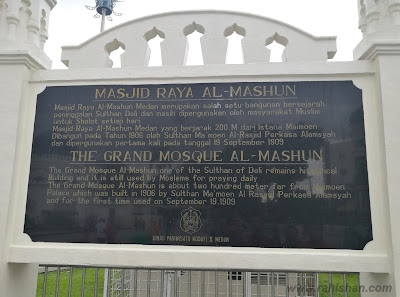 MASJID RAYA AL-MASHUN
Masjid Raya Al-Mashun Medan merupakan salah satu bangunan bersejarah
peninggalan Sulthan Deli dan masih dipergunakan oleh masyarakat Muslim
untuk Sholat setiap hari.
Masjid Raya Al-Mashun Medan yang berjarak 200.M dari Istana Maimoen
Dibangun pada tahun 1906 oleh Sulthan Ma'moen Al Rasjid Perkasa Alamsyah
dan dipergunakan pertama kali pada tanggal 19 September 1909
THE GRAND MOSQUE AL-MASHUN
The Grand Mosque Al-Mashun one of the Sulthan of Deli remains historical
Building and it is still used by Moslems for praying daily
The Grand Mosque Al-Mashun is about two hundred meter far from Maimoen
Palace which was built in 1906 by Sulthan Ma'moen Al Rasjid Perkasa Alamsyah
and for the first time used on September 19.1909
DINAS PARIWISATA
MEDAN
www.rahlshan.com